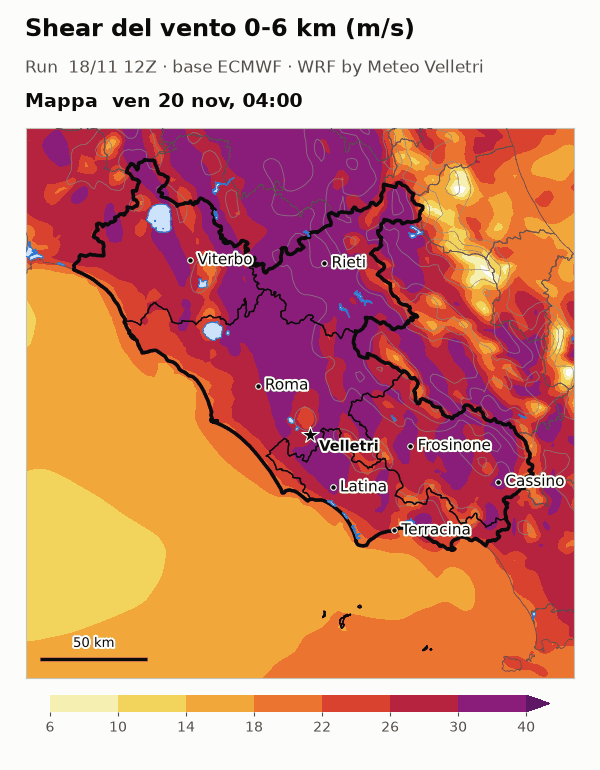 Shear del vento 0-6 km (m/s)
Run  18/11 12Z · base ECMWF · WRF by Meteo Velletri
Mappa  ven 20 nov, 04:00
Viterbo
Rieti
Roma
Velletri
Frosinone
Latina
Cassino
Terracina
50 km
6 10 14 18 22 26 30 40